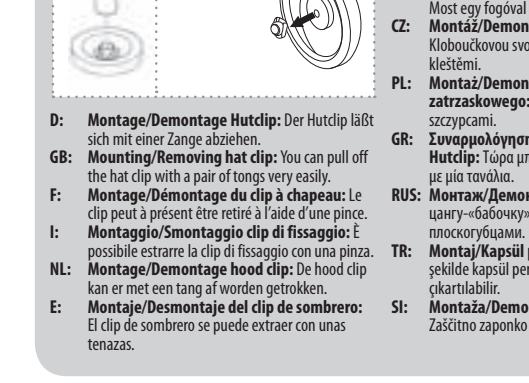 D: Montage/Demontage Hutclip: Der Hutclip läßt
sich mit einer Zange abziehen.
GB: Mounting/Removing hat clip: You can pull off
the hat clip with a pair of tongs very easily.
F: Montage/Démontage du clip à chapeau: Le
clip peut à présent être retiré à l'aide d'une pince.
I: Montaggio/Smontaggio clip di fissaggio: È
possibile estrarre la clip di fissaggio con una pinza.
NL: Montage/Demontage hood clip: De hood clip
kan er met een tang af worden getrokken.
E: Montaje/Desmontaje del clip de sombrero:
El clip de sombrero se puede extraer con unas
tenazas.
Most egy fogóval
CZ: Montáž/Demon
Kloboučkovou svo
kleštěmi.
PL: Montaż/Demon
zatrzaskowego:
szczypcami.
GR: Συναρμολόγηση
Hutclip: Τώρα μπ
με μία τανάλια.
RUS: Монтаж/Демон
цангу-«бабочку»
плоскогубцами.
TR: Montaj/Kapsül p
şekilde kapsül per
çıkartılabilir.
SI: Montaža/Demo
Zaščitno zaponko